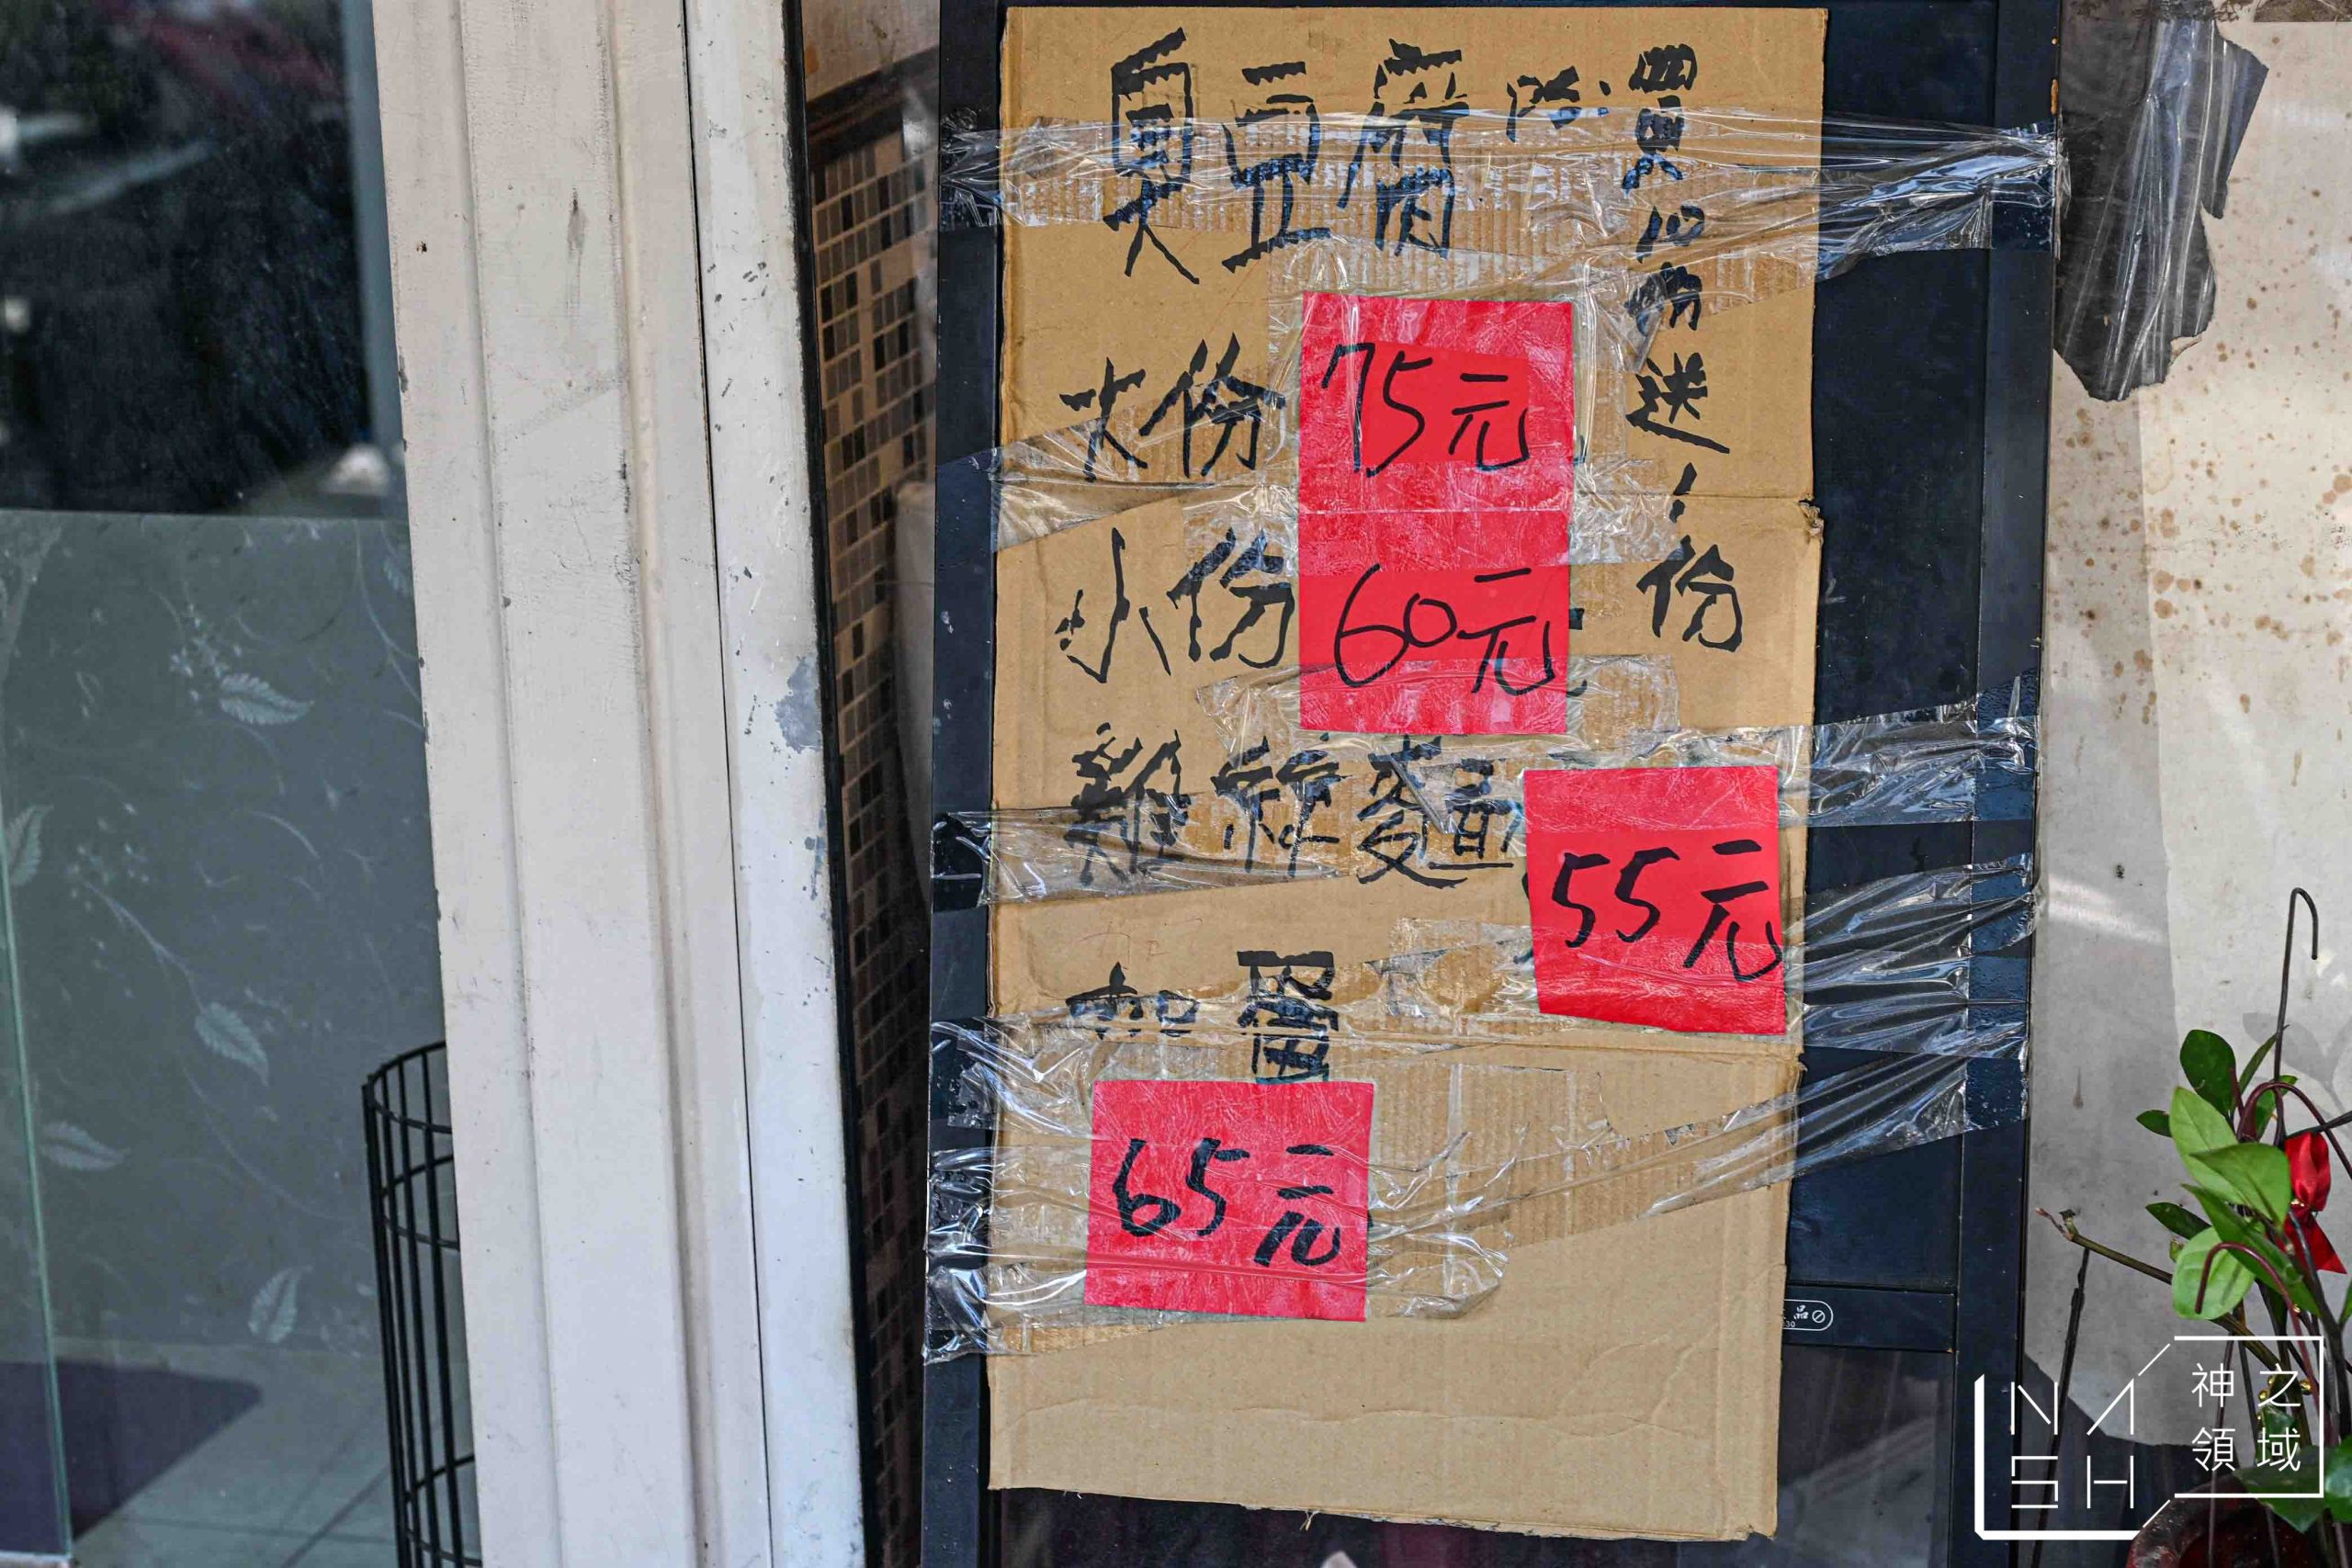 臭豆腐
買10份送1份
大份 75元
小份 60元
雞絲麵 55元
加蛋
65元
NASH
神之
領域